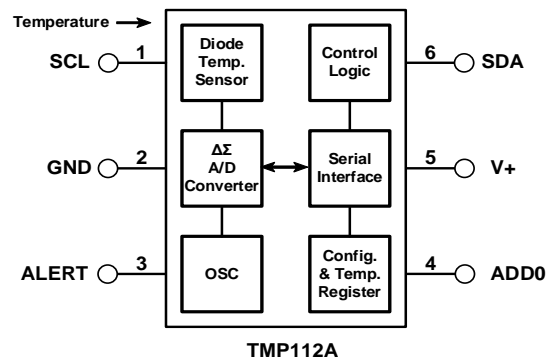 Temperature
SCL
1
Diode
Temp.
Sensor
Control
Logic
6
SDA
GND
2
ΔΣ
A/D
Converter
Serial
Interface
5
V+
ALERT
3
OSC
Config.
& Temp.
Register
4
ADD0
TMP112A